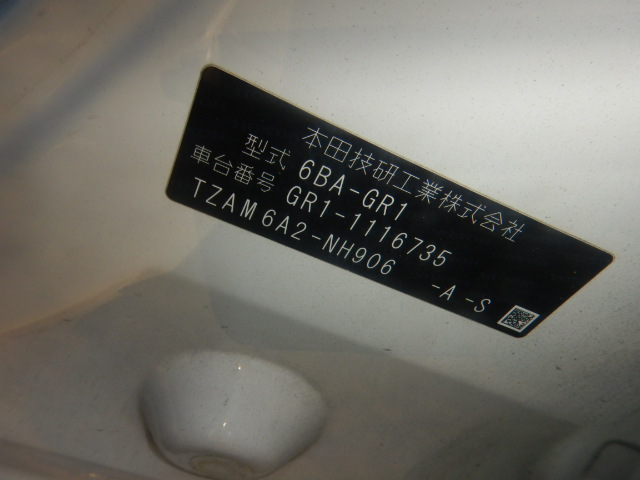 本田技研工業株式会社
型式 6BA-GR1
車台番号 GR1-1116735
TZAM6A2-NH906 -A -S